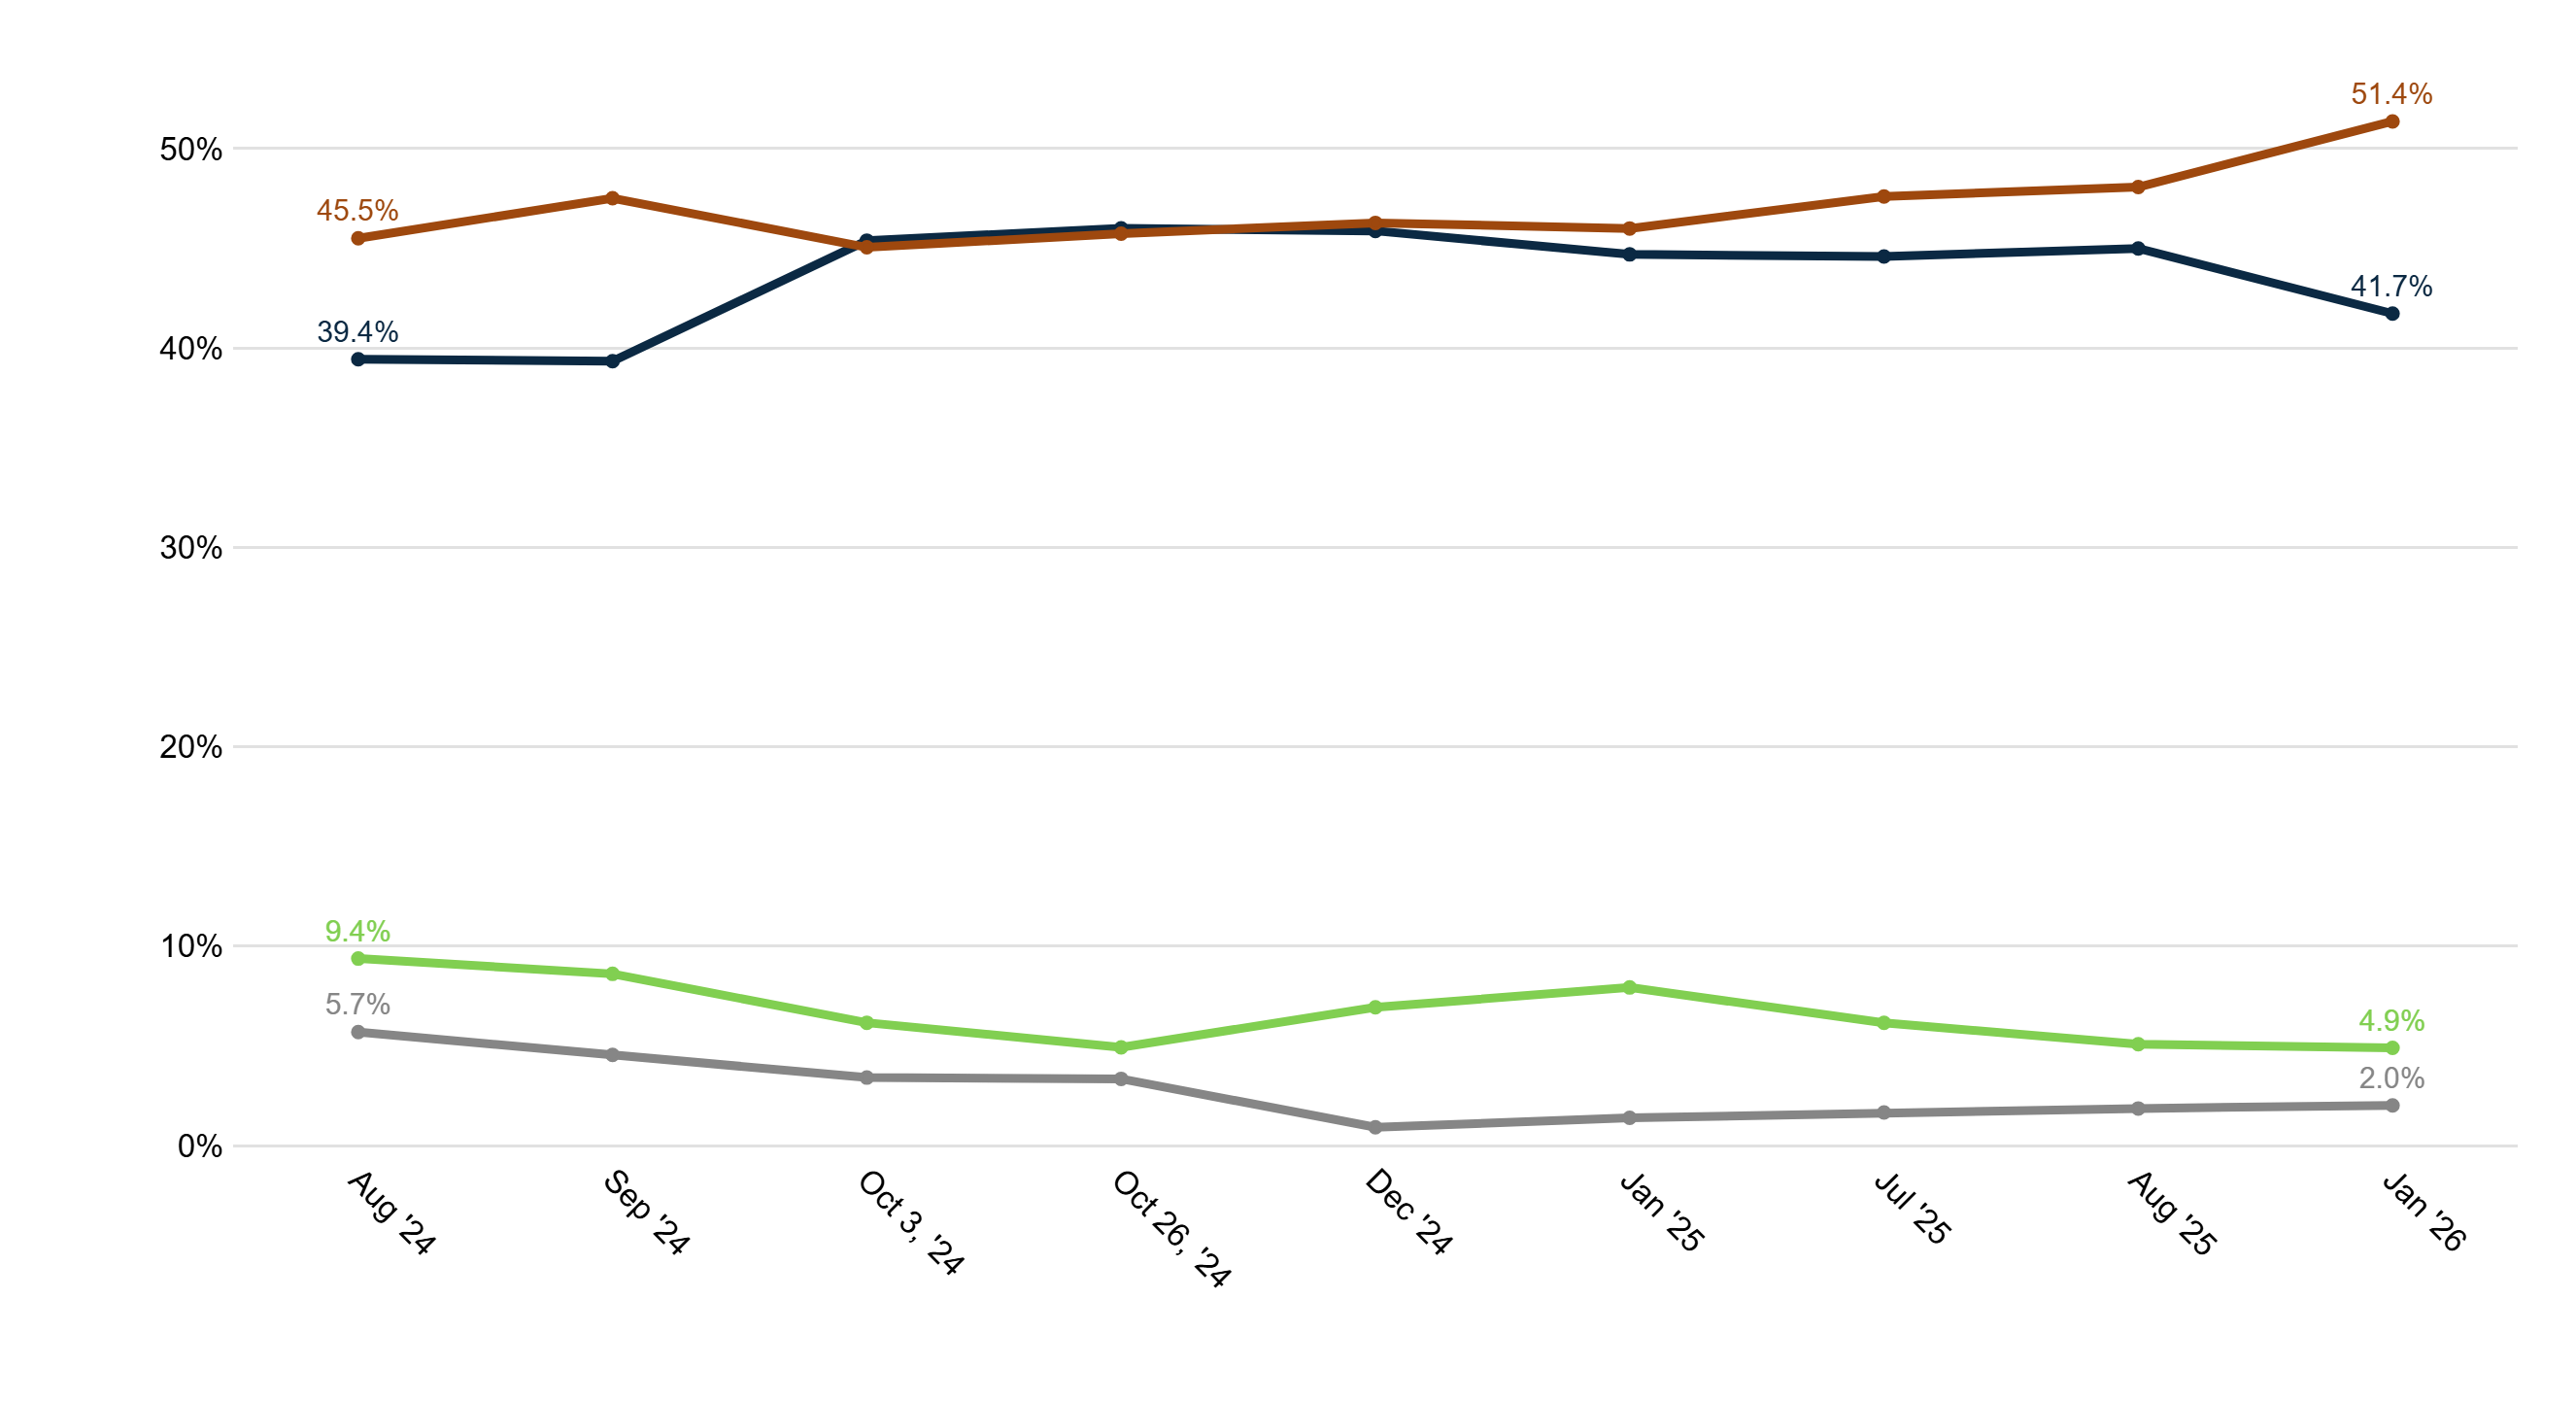 51.4%
50%
45.5%
41.7%
39.4%
40%
30%
20%
9.4%
10%
5.7%
4.9%
2.0%
0%
Aug '24
Sep '24
Oct 3, '24
Oct 26, '24
Dec '24
Jan '25
Jul '25
Aug '25
Jan '26